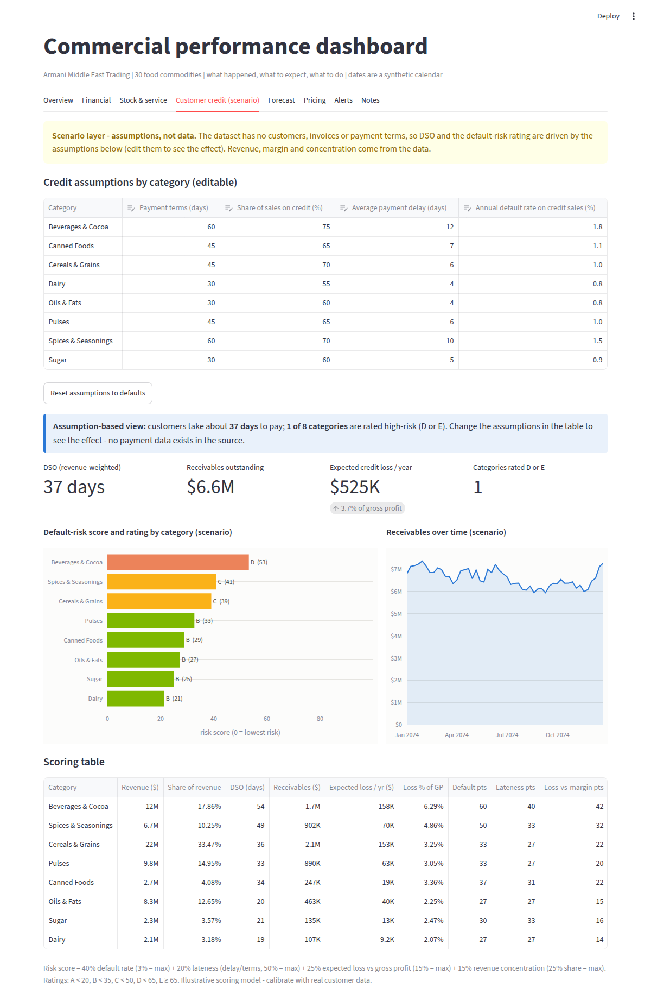 Deploy
Commercial performance dashboard
Armani Middle East Trading | 30 food commodities | what happened, what to expect, what to do | dates are a synthetic calendar
Overview Financial Stock & service Customer credit (scenario) Forecast Pricing Alerts Notes
Scenario layer - assumptions, not data. The dataset has no customers, invoices or payment terms, so DSO and the default-risk rating are driven by the
assumptions below (edit them to see the effect). Revenue, margin and concentration come from the data.
Credit assumptions by category (editable)
Category Payment terms (days) Share of sales on credit (%) Average payment delay (days) Annual default rate on credit sales (%)
Beverages & Cocoa 60 75 12 1.8
Canned Foods 45 65 7 1.1
Cereals & Grains 45 70 6 1.0
Dairy 30 55 4 0.8
Oils & Fats 30 60 4 0.8
Pulses 45 65 6 1.0
Spices & Seasonings 60 70 10 1.5
Sugar 30 60 5 0.9
Reset assumptions to defaults
Assumption-based view: customers take about 37 days to pay; 1 of 8 categories are rated high-risk (D or E). Change the assumptions in the table to
see the effect - no payment data exists in the source.
DSO (revenue-weighted) Receivables outstanding Expected credit loss / year Categories rated D or E
37 days $6.6M $525K 1
↑ 3.7% of gross profit
Default-risk score and rating by category (scenario)
Beverages & Cocoa D (53)
Spices & Seasonings C (41)
Cereals & Grains C (39)
Pulses B (33)
Canned Foods B (29)
Oils & Fats B (27)
Sugar B (25)
Dairy B (21)
0 20 40 60 80
risk score (0 = lowest risk)
Receivables over time (scenario)
$7M
$6M
$5M
$4M
$3M
$2M
$1M
$0
Jan 2024 Apr 2024 Jul 2024 Oct 2024
Scoring table
Category Revenue ($) Share of revenue DSO (days) Receivables ($) Expected loss / yr ($) Loss % of GP Default pts Lateness pts Loss-vs-margin pts
Beverages & Cocoa 12M 17.86% 54 1.7M 158K 6.29% 60 40 42
Spices & Seasonings 6.7M 10.25% 49 902K 70K 4.86% 50 33 32
Cereals & Grains 22M 33.47% 36 2.1M 153K 3.25% 33 27 22
Pulses 9.8M 14.95% 33 890K 63K 3.05% 33 27 20
Canned Foods 2.7M 4.08% 34 247K 19K 3.36% 37 31 22
Oils & Fats 8.3M 12.65% 20 463K 40K 2.25% 27 27 15
Sugar 2.3M 3.57% 21 135K 13K 2.47% 30 33 16
Dairy 2.1M 3.18% 19 107K 9.2K 2.07% 27 27 14
Risk score = 40% default rate (3% = max) + 20% lateness (delay/terms, 50% = max) + 25% expected loss vs gross profit (15% = max) + 15% revenue concentration (25% share = max).
Ratings: A < 20, B < 35, C < 50, D < 65, E ≥ 65. Illustrative scoring model - calibrate with real customer data.